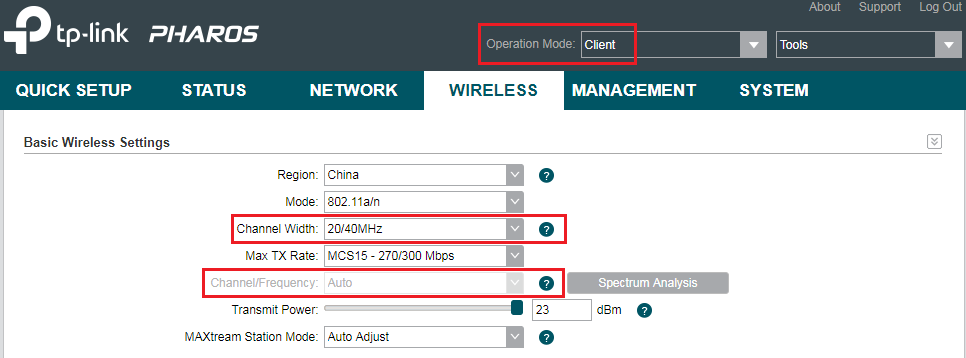 About Support Log Out
tp-link PHAROS
Operation Mode: Client Tools
QUICK SETUP STATUS NETWORK WIRELESS MANAGEMENT SYSTEM
Basic Wireless Settings
Region: China ?
Mode: 802.11a/n
Channel Width: 20/40MHz ?
Max TX Rate: MCS15 - 270/300 Mbps
Channel/Frequency: Auto ? Spectrum Analysis
Transmit Power: 23 dBm ?
MAXtream Station Mode: Auto Adjust ?